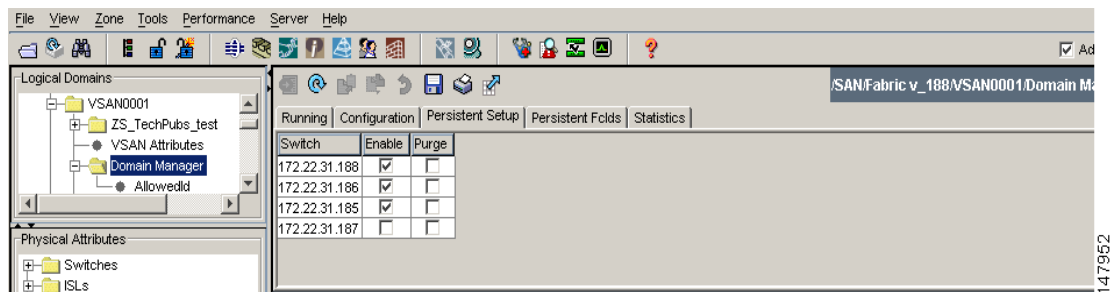 File View Zone Tools Performance Server Help
Logical Domains
VSAN0001
ZS_TechPubs_test
VSAN Attributes
Domain Manager
AllowedId
Physical Attributes
Switches
ISLs
Ad
/SAN/Fabric v_188/VSAN0001/Domain Ma
Running Configuration Persistent Setup Persistent FcIds Statistics
Switch Enable Purge
172.22.31.188
172.22.31.186
172.22.31.185
172.22.31.187
147952